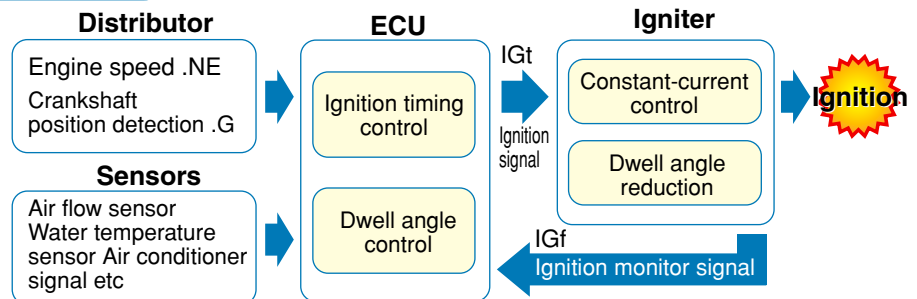 Distributor
Engine speed .NE
Crankshaft
position detection .G
Sensors
Air flow sensor
Water temperature
sensor Air conditioner
signal etc
ECU
Ignition timing
control
Dwell angle
control
IGt
Ignition
signal
Igniter
Constant-current
control
Dwell angle
reduction
IGf
Ignition monitor signal
Ignition